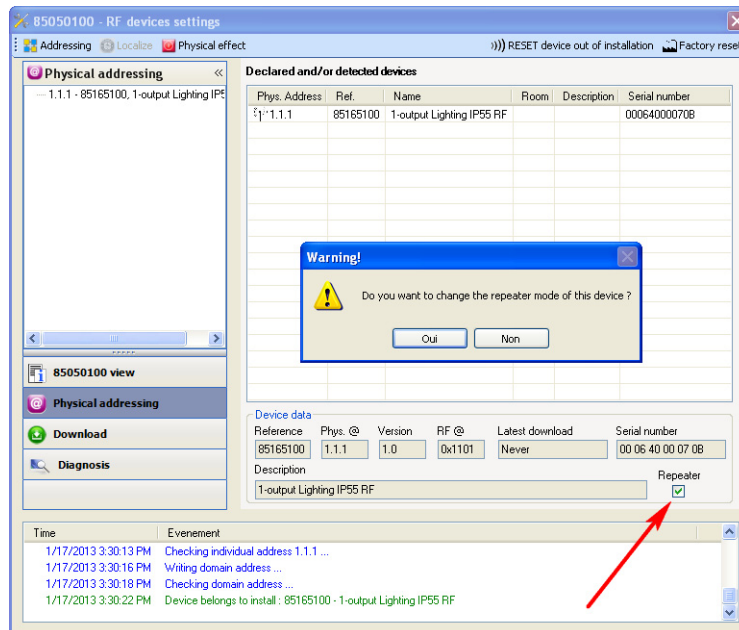 85050100 - RF devices settings
Addressing Localize Physical effect ))) RESET device out of installation Factory reset
Physical addressing «
1.1.1 - 85165100, 1-output Lighting IP5
Declared and/or detected devices
Phys. Address Ref. Name Room Description Serial number
1.1.1 85165100 1-output Lighting IP55 RF 00064000070B
Warning!
Do you want to change the repeater mode of this device ?
Oui Non
85050100 view
Physical addressing
Download
Diagnosis
Device data
Reference Phys. @ Version RF @ Latest download Serial number
85165100 1.1.1 1.0 0x1101 Never 00 06 40 00 07 0B
Description
Repeater
1-output Lighting IP55 RF
Time Evenement
1/17/2013 3:30:13 PM Checking individual address 1.1.1 ...
1/17/2013 3:30:16 PM Writing domain address ...
1/17/2013 3:30:18 PM Checking domain address ...
1/17/2013 3:30:22 PM Device belongs to install : 85165100 - 1-output Lighting IP55 RF